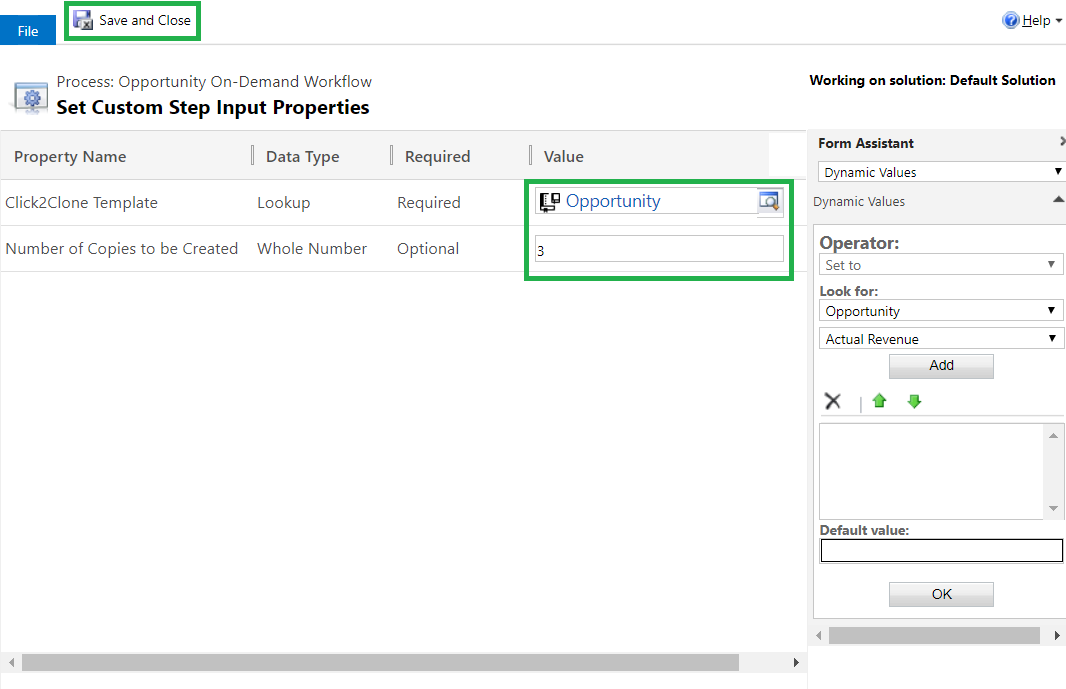 File
Save and Close
Help
Process: Opportunity On-Demand Workflow
Set Custom Step Input Properties
Working on solution: Default Solution
Property Name Data Type Required Value
Click2Clone Template Lookup Required Opportunity
Number of Copies to be Created Whole Number Optional 3
Form Assistant
Dynamic Values
Dynamic Values
Operator:
Set to
Look for:
Opportunity
Actual Revenue
Add
Default value:
OK